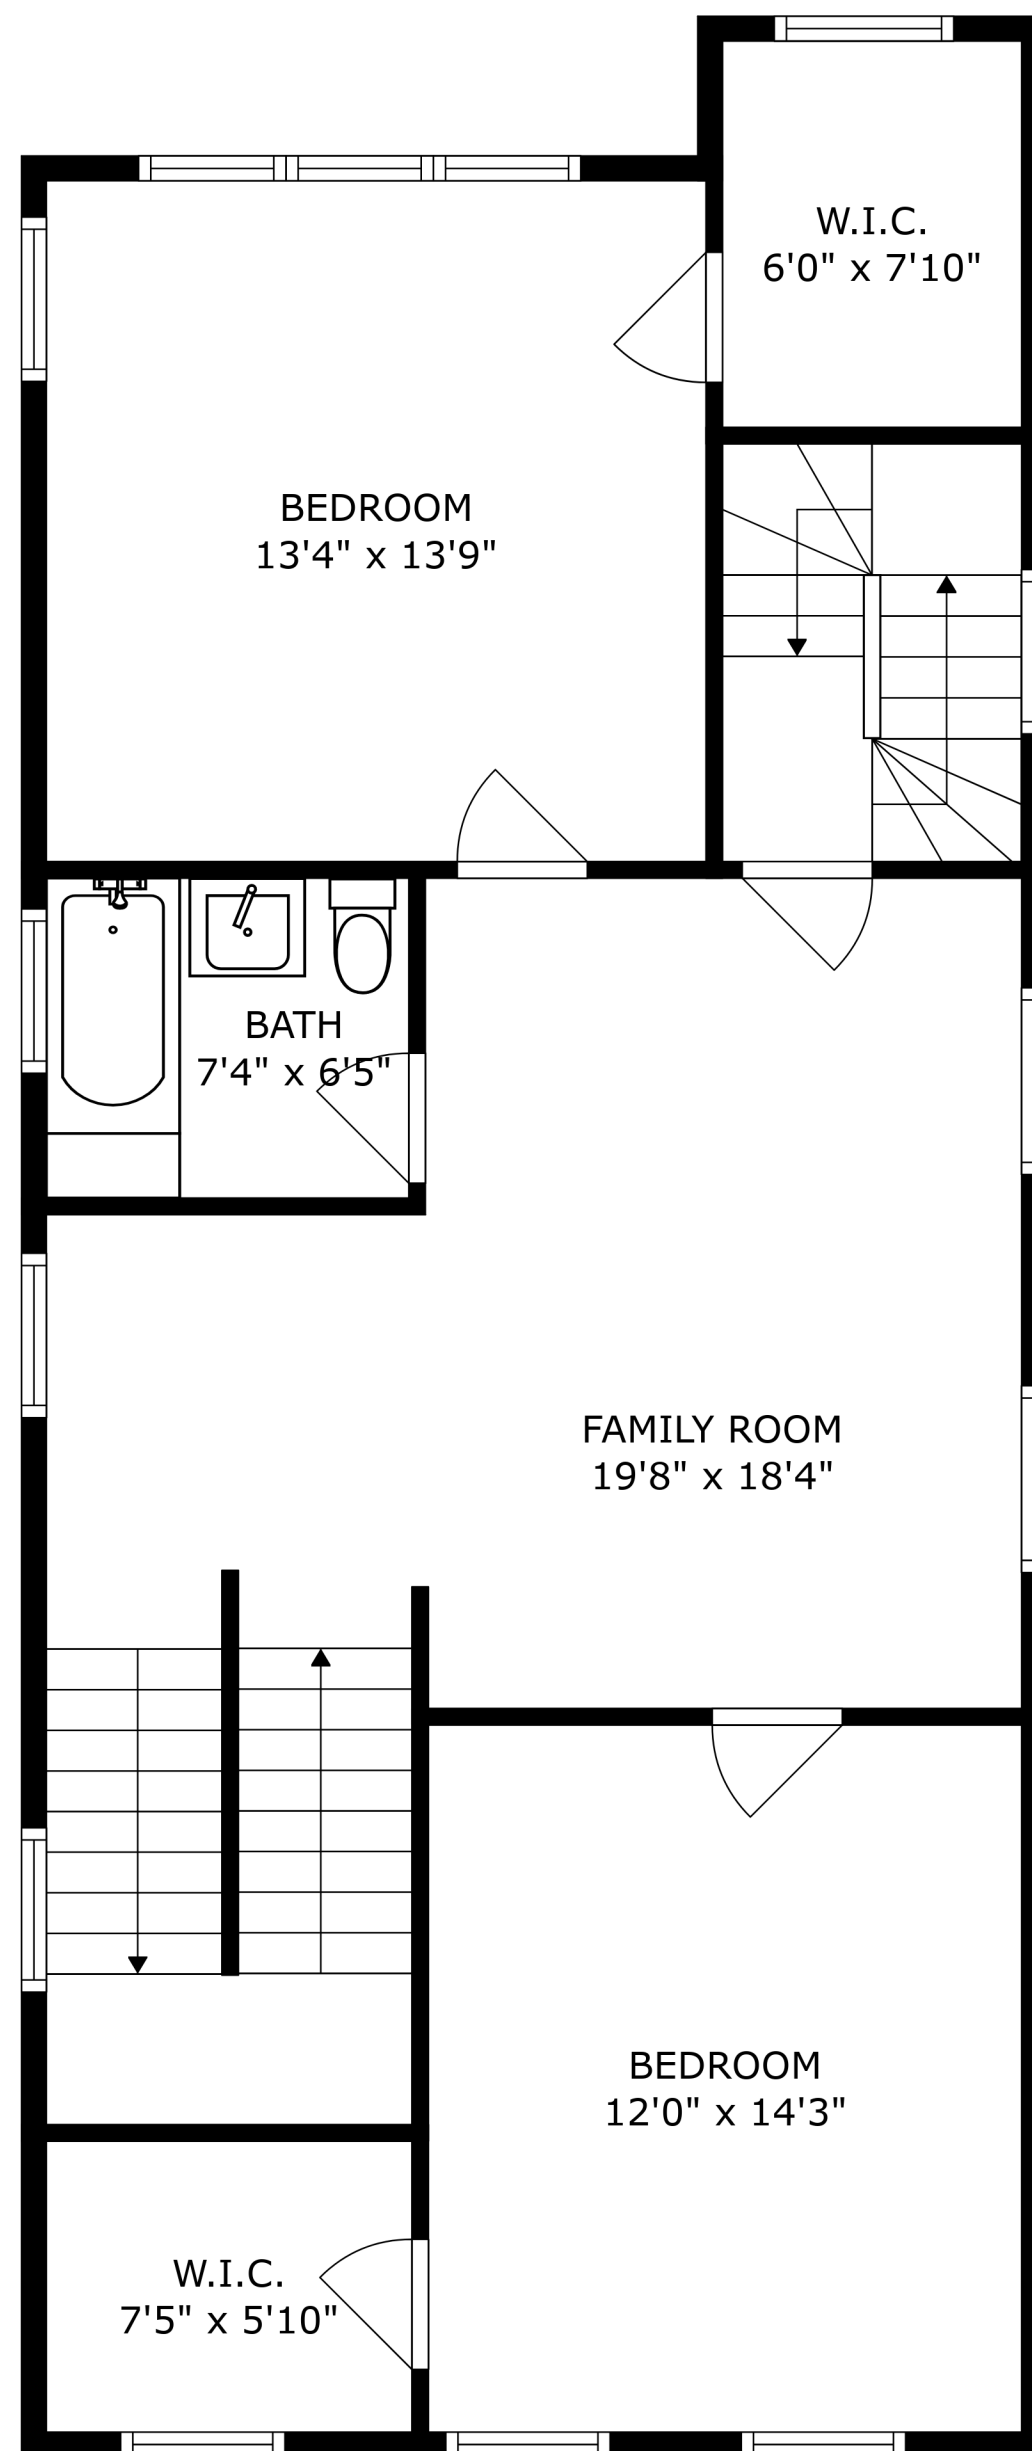 W.I.C.
6'0" x 7'10"
BEDROOM
13'4" x 13'9"
BATH
7'4" x 6'5"
FAMILY ROOM
19'8" x 18'4"
BEDROOM
12'0" x 14'3"
W.I.C.
7'5" x 5'10"